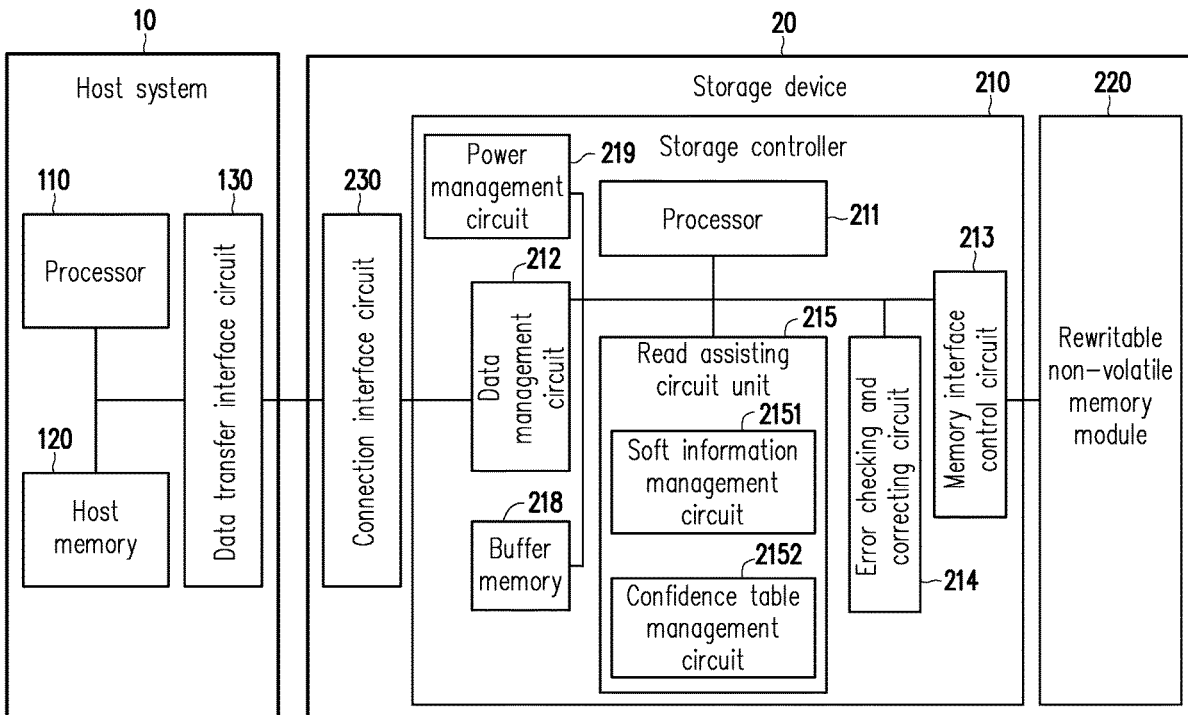 10
Host system
110
Processor
120
Host
memory
130
Data transfer interface circuit
20
Storage device
230
Connection interface circuit
210
Storage controller
219
Power
management
circuit
Processor
211
212
Data
management
circuit
218
Buffer
memory
215
Read assisting
circuit unit
2151
Soft information
management
circuit
2152
Confidence table
management
circuit
Error checking and
correcting circuit
214
213
Memory interface
control circuit
220
Rewritable
non-volatile
memory
module